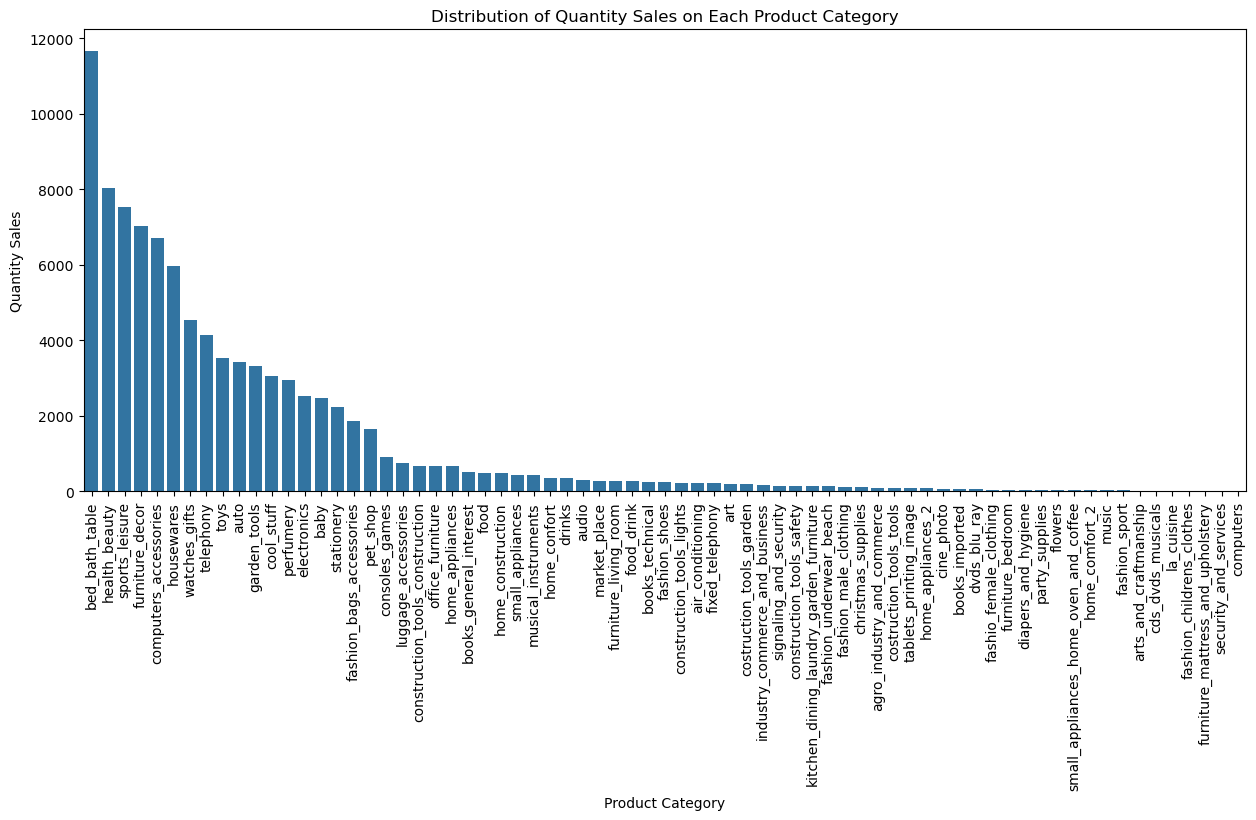 Distribution of Quantity Sales on Each Product Category
Quantity Sales
12000
10000
8000
6000
4000
2000
0
bed_bath_table
health_beauty
sports_leisure
furniture_decor
computers_accessories
housewares
watches_gifts
telephony
toys
auto
garden_tools
cool_stuff
perfumery
electronics
baby
stationery
fashion_bags_accessories
pet_shop
consoles_games
luggage_accessories
construction_tools_construction
office_furniture
home_appliances
books_general_interest
food
home_construction
small_appliances
musical_instruments
home_confort
drinks
audio
market_place
furniture_living_room
food_drink
books_technical
fashion_shoes
construction_tools_lights
air_conditioning
fixed_telephony
art
costruction_tools_garden
industry_commerce_and_business
signaling_and_security
construction_tools_safety
kitchen_dining_laundry_garden_furniture
fashion_underwear_beach
fashion_male_clothing
christmas_supplies
agro_industry_and_commerce
costruction_tools_tools
tablets_printing_image
home_appliances_2
cine_photo
books_imported
dvds_blu_ray
fashio_female_clothing
furniture_bedroom
diapers_and_hygiene
party_supplies
flowers
small_appliances_home_oven_and_coffee
home_comfort_2
music
fashion_sport
arts_and_craftmanship
cds_dvds_musicals
la_cuisine
fashion_childrens_clothes
furniture_mattress_and_upholstery
security_and_services
computers
Product Category